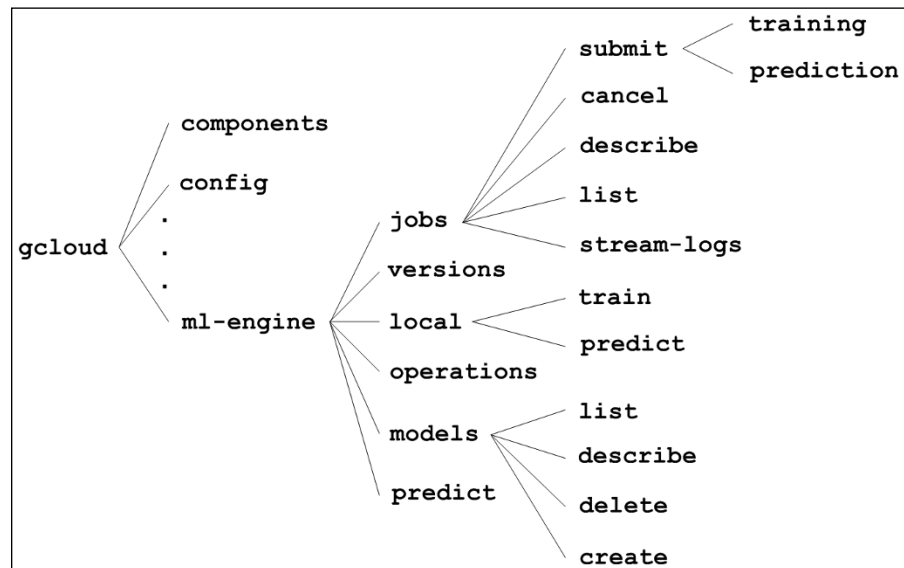 gcloud
components
config
.
.
.
ml-engine
jobs
versions
local
operations
models
predict
submit
cancel
describe
list
stream-logs
train
predict
list
describe
delete
create
training
prediction